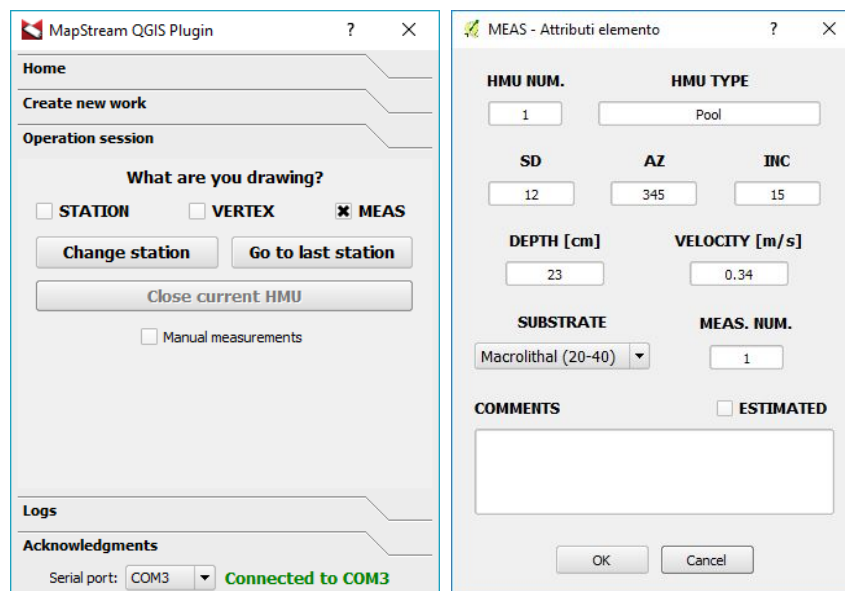 MapStream QGIS Plugin ?
Home
Create new work
Operation session
What are you drawing?
STATION VERTEX MEAS
Change station Go to last station
Close current HMU
Manual measurements
Logs
Acknowledgments
Serial port: COM3 Connected to COM3
MEAS - Attributi elemento ?
HMU NUM. HMU TYPE
1 Pool
SD AZ INC
12 345 15
DEPTH [cm] VELOCITY [m/s]
23 0.34
SUBSTRATE MEAS. NUM.
Macrolithal (20-40) 1
COMMENTS ESTIMATED
OK Cancel